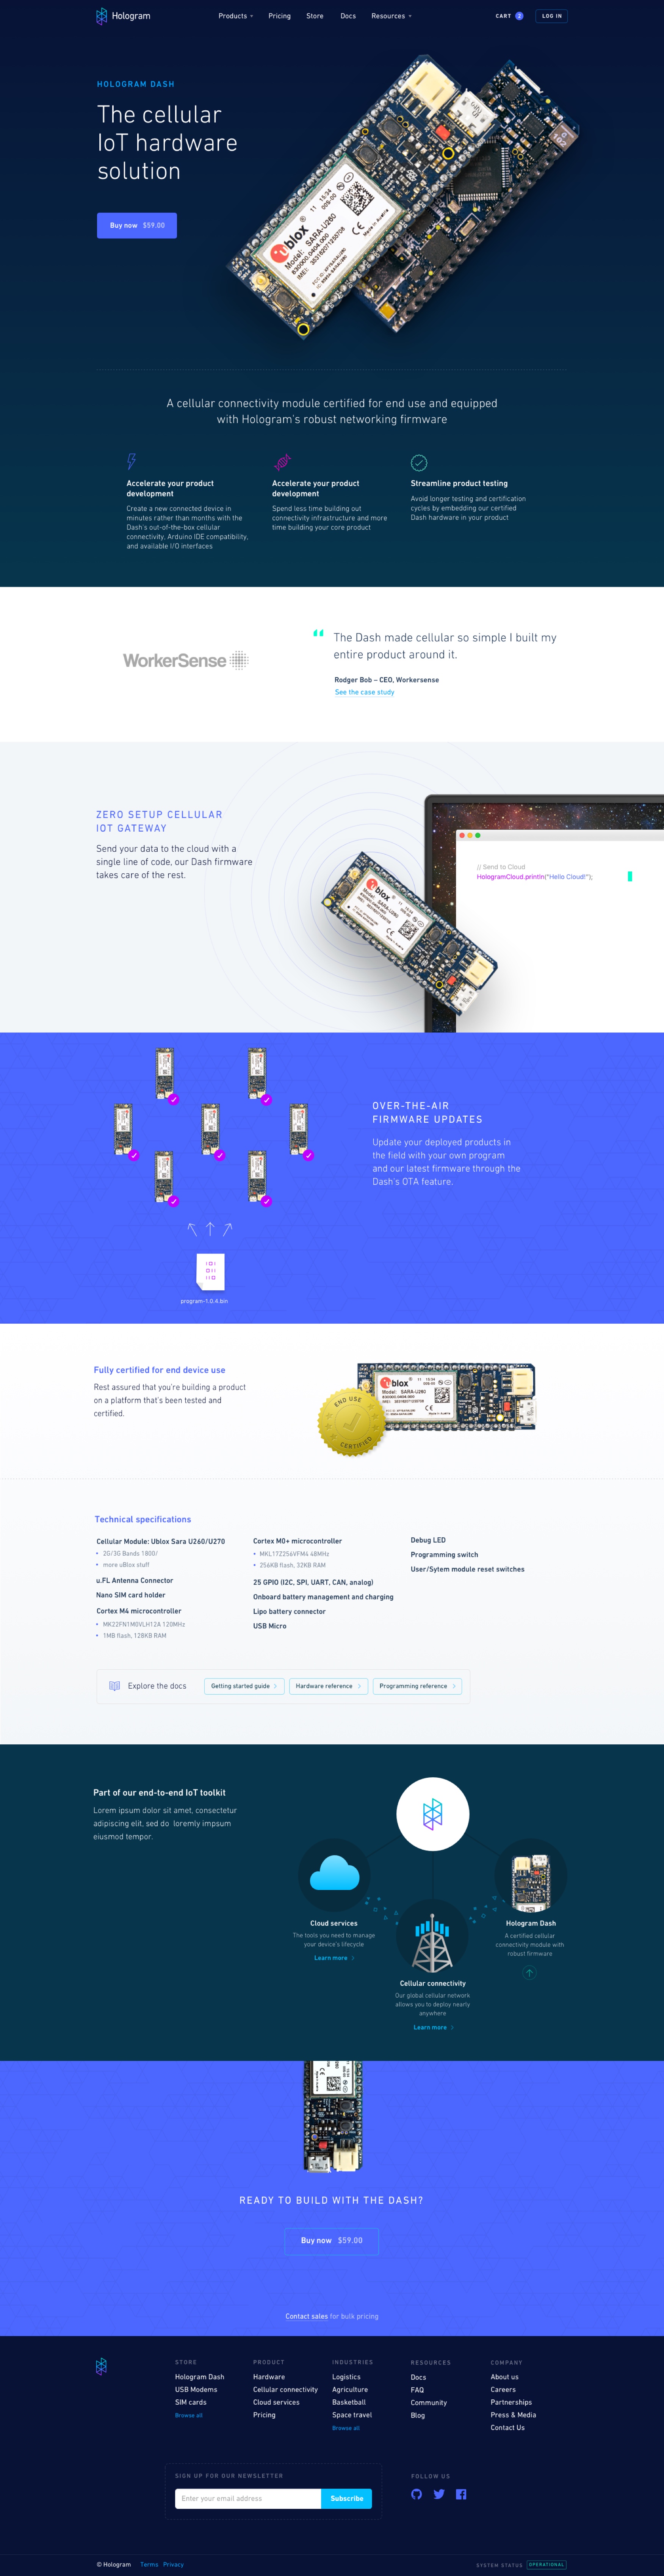 Hologram
Products
Pricing
Store
Docs
Resources
CART 2
LOG IN
HOLOGRAM DASH
The cellular
IoT hardware
solution
Buy now $59.00
ublox
Model: SARA-U260
A cellular connectivity module certified for end use and equipped
with Hologram's robust networking firmware
Accelerate your product
development
Create a new connected device in
minutes rather than months with the
Dash's out-of-the-box cellular
connectivity, Arduino IDE compatibility,
and available I/O interfaces
Accelerate your product
development
Spend less time building out
connectivity infrastructure and more
time building your core product
Streamline product testing
Avoid longer testing and certification
cycles by embedding our certified
Dash hardware in your product
WorkerSense
The Dash made cellular so simple I built my
entire product around it.
Rodger Bob – CEO, Workersense
See the case study
ZERO SETUP CELLULAR
IOT GATEWAY
Send your data to the cloud with a
single line of code, our Dash firmware
takes care of the rest.
// Send to Cloud
HologramCloud.println("Hello Cloud!");
OVER-THE-AIR
FIRMWARE UPDATES
Update your deployed products in
the field with your own program
and our latest firmware through the
Dash's OTA feature.
program-1.0.4.bin
Fully certified for end device use
Rest assured that you're building a product
on a platform that's been tested and
certified.
END USE
CERTIFIED
ublox
Model: SARA-U260
Technical specifications
Cellular Module: Ublox Sara U260/U270
2G/3G Bands 1800/
more uBlox stuff
u.FL Antenna Connector
Nano SIM card holder
Cortex M4 microcontroller
MK22FN1M0VLH12A 120MHz
1MB flash, 128KB RAM
Cortex M0+ microcontroller
MKL17Z256VFM4 48MHz
256KB flash, 32KB RAM
25 GPIO (I2C, SPI, UART, CAN, analog)
Onboard battery management and charging
Lipo battery connector
USB Micro
Debug LED
Programming switch
User/Sytem module reset switches
Explore the docs
Getting started guide
Hardware reference
Programming reference
Part of our end-to-end IoT toolkit
Lorem ipsum dolor sit amet, consectetur
adipiscing elit, sed do loremly impsum
eiusmod tempor.
Cloud services
The tools you need to manage
your device's lifecycle
Learn more
Cellular connectivity
Our global cellular network
allows you to deploy nearly
anywhere
Learn more
Hologram Dash
A certified cellular
connectivity module with
robust firmware
READY TO BUILD WITH THE DASH?
Buy now $59.00
Contact sales for bulk pricing
STORE
Hologram Dash
USB Modems
SIM cards
Browse all
PRODUCT
Hardware
Cellular connectivity
Cloud services
Pricing
INDUSTRIES
Logistics
Agriculture
Basketball
Space travel
Browse all
RESOURCES
Docs
FAQ
Community
Blog
COMPANY
About us
Careers
Partnerships
Press & Media
Contact Us
SIGN UP FOR OUR NEWSLETTER
Enter your email address
Subscribe
FOLLOW US
© Hologram
Terms
Privacy
SYSTEM STATUS
OPERATIONAL